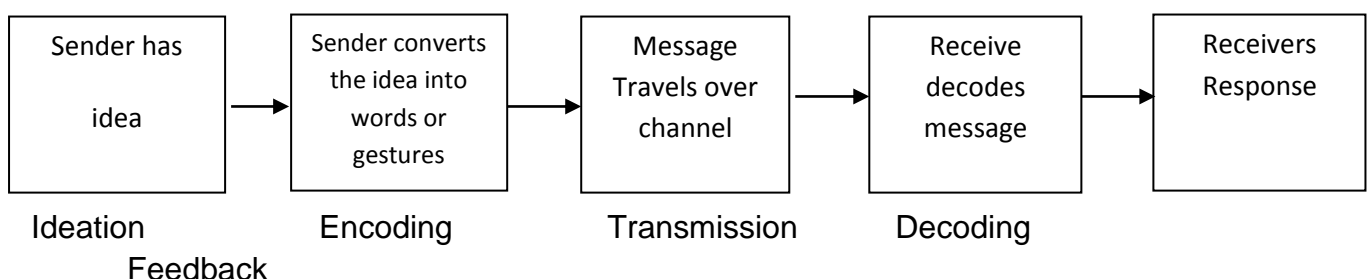 Sender has
idea
Sender converts
the idea into
words or
gestures
Message
Travels over
channel
Receive
decodes
message
Receivers
Response
Ideation
Encoding
Transmission
Decoding
Feedback